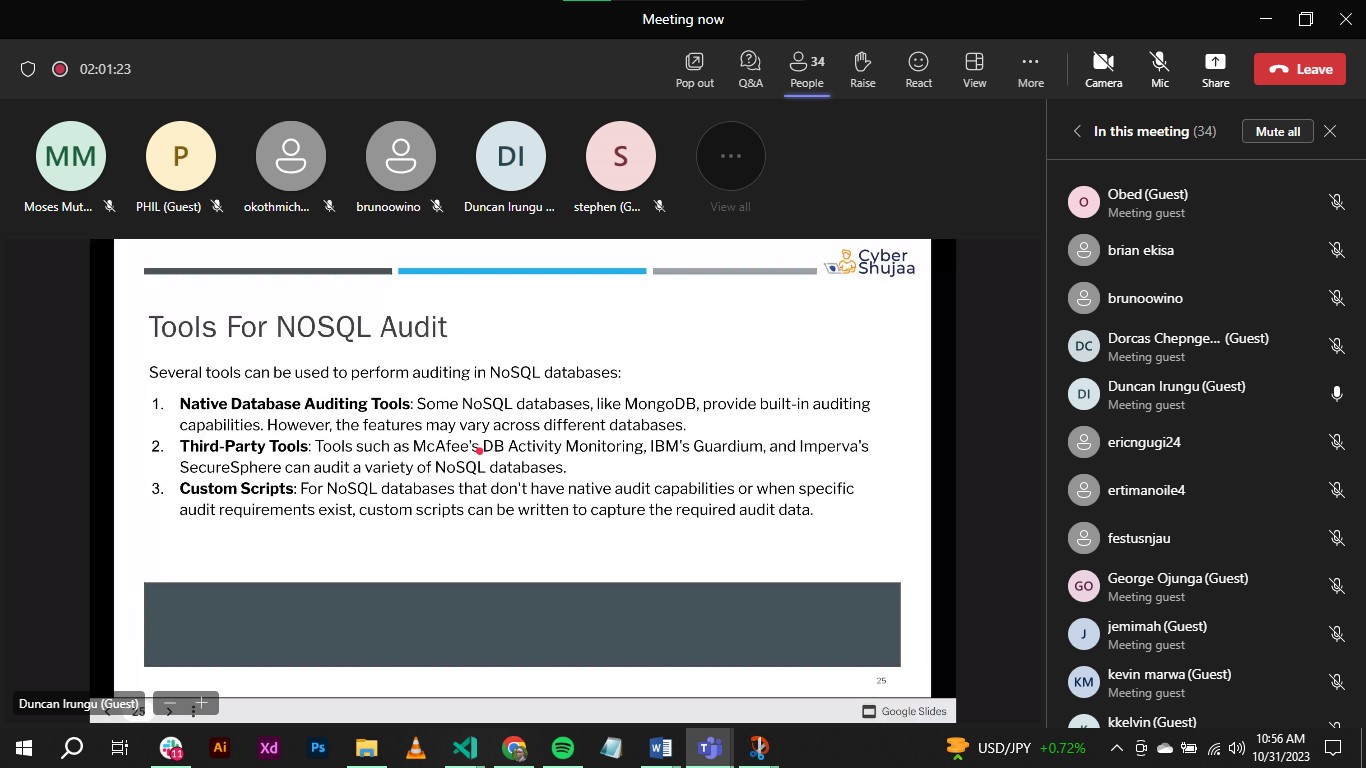 Meeting now
02:01:23
Pop out
Q&A
34
People
Raise
React
View
More
Camera
Mic
Share
Leave
MM
P
DI
S
Moses Mut...
PHIL (Guest)
okothmich...
brunoowino
Duncan Irungu ...
stephen (G...
View all
In this meeting (34)
Mute all
O
Obed (Guest)
Meeting guest
brian ekisa
brunoowino
DC
Dorcas Chepnge... (Guest)
Meeting guest
DI
Duncan Irungu (Guest)
Meeting guest
ericngugi24
ertimanoile4
festusnjau
GO
George Ojunga (Guest)
Meeting guest
J
jemimah (Guest)
Meeting guest
KM
kevin marwa (Guest)
Meeting guest
kkelvin (Guest)
Cyber
Shujaa
Tools For NOSQL Audit
Several tools can be used to perform auditing in NoSQL databases:
1. Native Database Auditing Tools: Some NoSQL databases, like MongoDB, provide built-in auditing
capabilities. However, the features may vary across different databases.
2. Third-Party Tools: Tools such as McAfee's DB Activity Monitoring, IBM's Guardium, and Imperva's
SecureSphere can audit a variety of NoSQL databases.
3. Custom Scripts: For NoSQL databases that don't have native audit capabilities or when specific
audit requirements exist, custom scripts can be written to capture the required audit data.
25
Duncan Irungu (Guest)
25
Google Slides
11
Ai
Xd
Ps
USD/JPY +0.72%
10:56 AM
10/31/2023